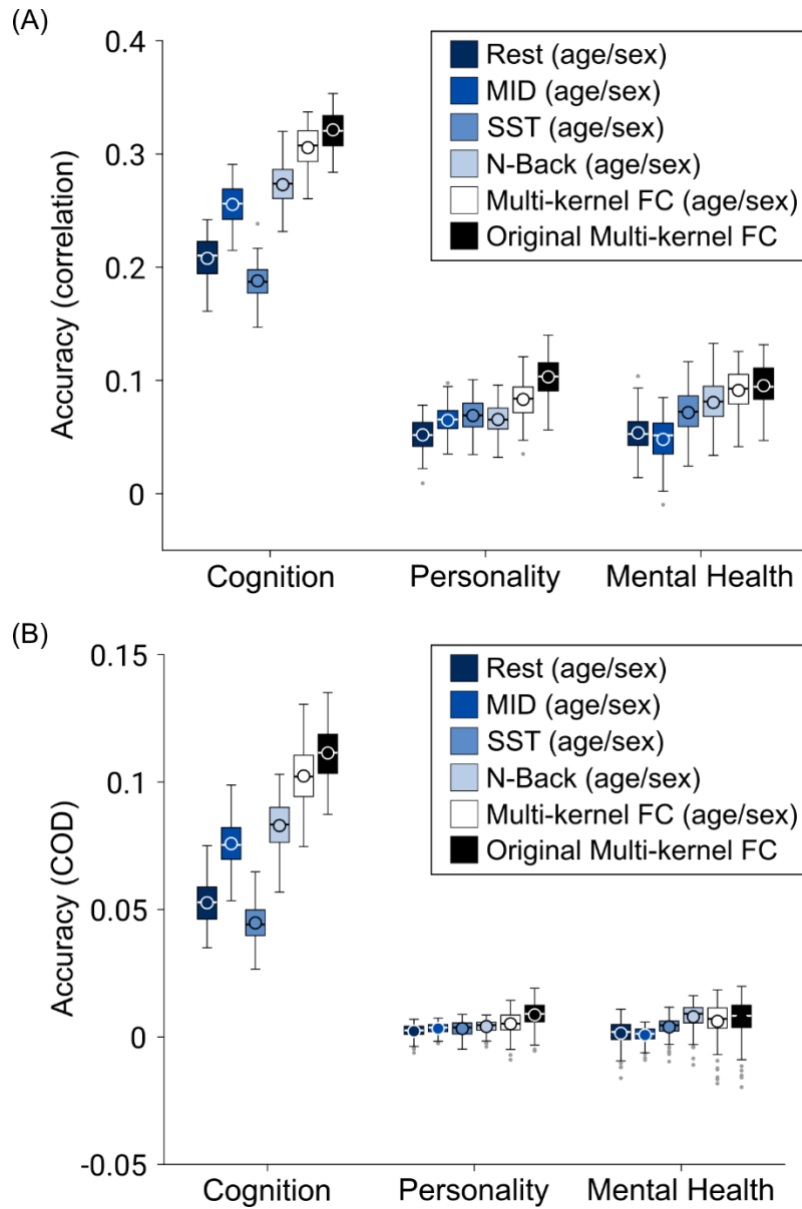 (A)
0.4
0.3
0.2
0.1
0
Accuracy (correlation)
Rest (age/sex)
MID (age/sex)
SST (age/sex)
N-Back (age/sex)
Multi-kernel FC (age/sex)
Original Multi-kernel FC
Cognition
Personality
Mental Health
(B)
0.15
0.1
0.05
0
-0.05
Accuracy (COD)
Rest (age/sex)
MID (age/sex)
SST (age/sex)
N-Back (age/sex)
Multi-kernel FC (age/sex)
Original Multi-kernel FC
Cognition
Personality
Mental Health